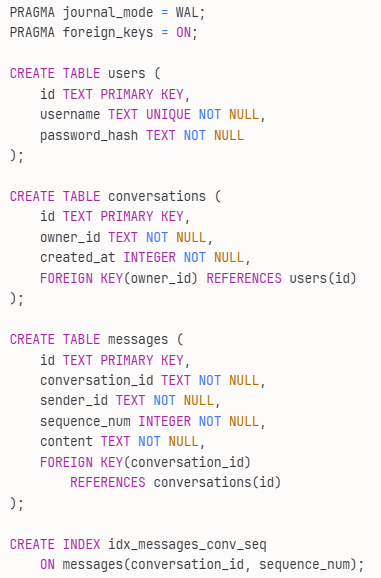 PRAGMA journal_mode = WAL;
PRAGMA foreign_keys = ON;

CREATE TABLE users (
    id TEXT PRIMARY KEY,
    username TEXT UNIQUE NOT NULL,
    password_hash TEXT NOT NULL
);

CREATE TABLE conversations (
    id TEXT PRIMARY KEY,
    owner_id TEXT NOT NULL,
    created_at INTEGER NOT NULL,
    FOREIGN KEY(owner_id) REFERENCES users(id)
);

CREATE TABLE messages (
    id TEXT PRIMARY KEY,
    conversation_id TEXT NOT NULL,
    sender_id TEXT NOT NULL,
    sequence_num INTEGER NOT NULL,
    content TEXT NOT NULL,
    FOREIGN KEY(conversation_id)
        REFERENCES conversations(id)
);

CREATE INDEX idx_messages_conv_seq
    ON messages(conversation_id, sequence_num);